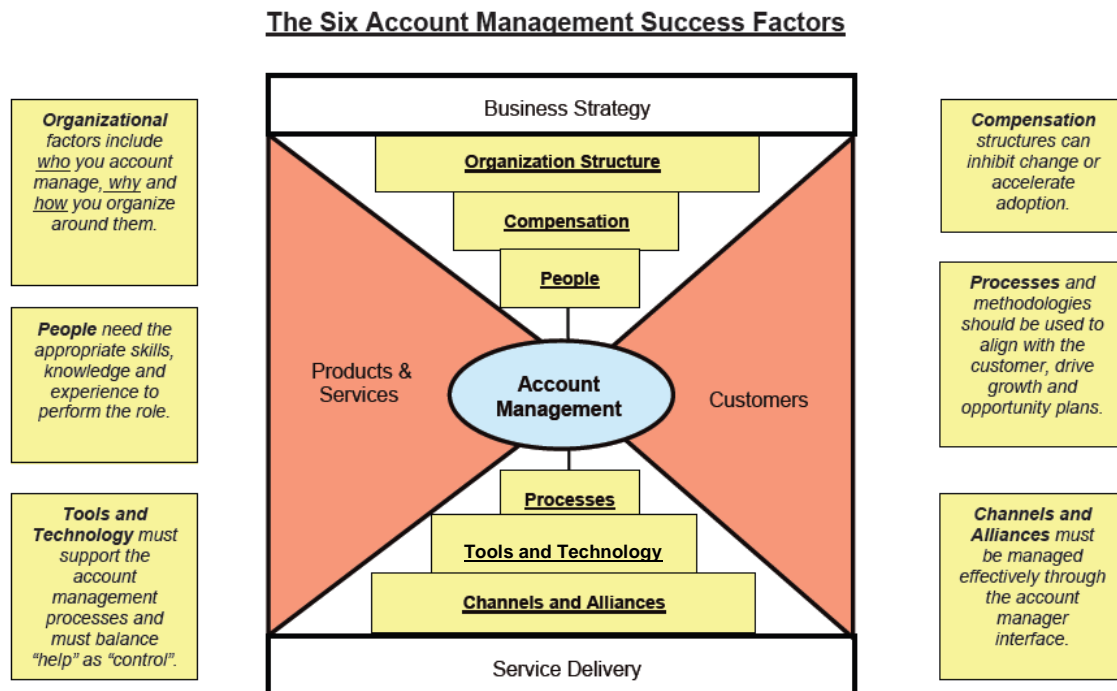 The Six Account Management Success Factors
Business Strategy
Organizational
factors include
who you account
manage, why and
how you organize
around them.
People need the
appropriate skills,
knowledge and
experience to
perform the role.
Tools and
Technology must
support the
account
management
processes and
must balance
“help” as “control”.
Organization Structure
Compensation
People
Products &
Services
Account
Management
Customers
Processes
Tools and Technology
Channels and Alliances
Service Delivery
Compensation
structures can
inhibit change or
accelerate
adoption.
Processes and
methodologies
should be used to
align with the
customer, drive
growth and
opportunity plans.
Channels and
Alliances must
be managed
effectively through
the account
manager
interface.